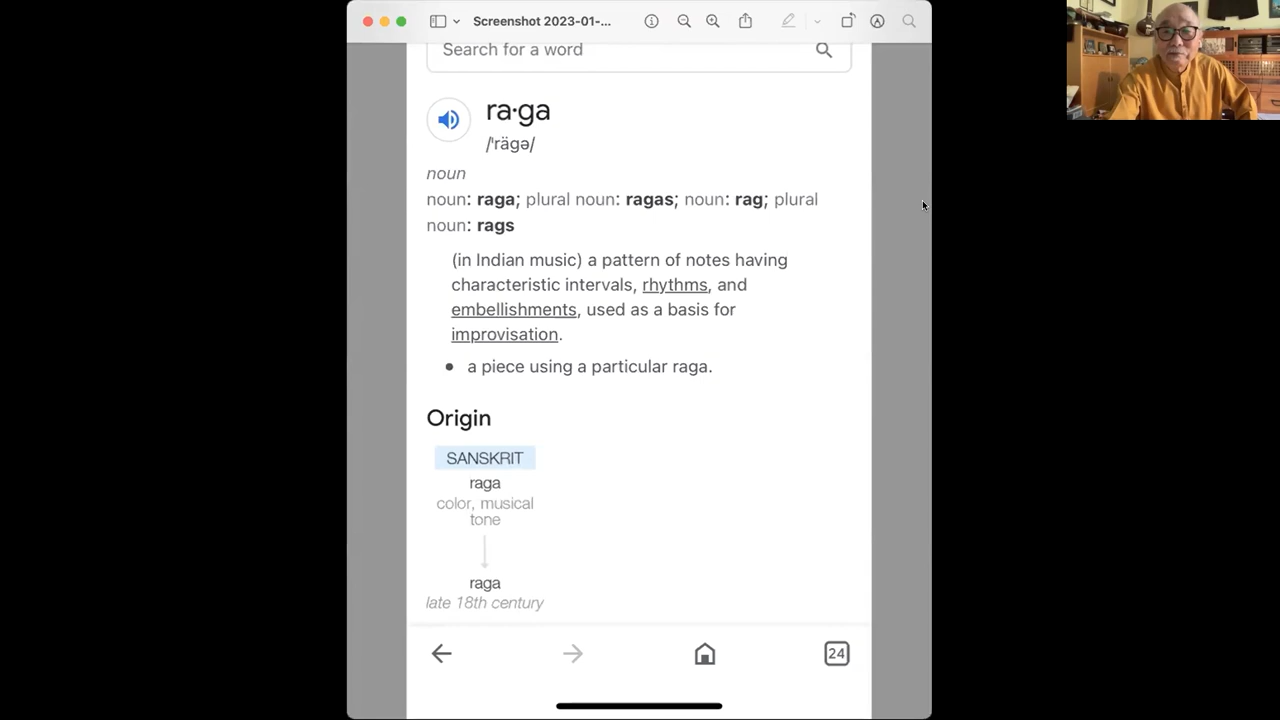 Screenshot 2023-01-...
Search for a word
ra·ga
/ˈrägə/
noun
noun: raga; plural noun: ragas; noun: rag; plural
noun: rags
(in Indian music) a pattern of notes having
characteristic intervals, rhythms, and
embellishments, used as a basis for
improvisation.
• a piece using a particular raga.
Origin
SANSKRIT
raga
color, musical
tone
raga
late 18th century
24